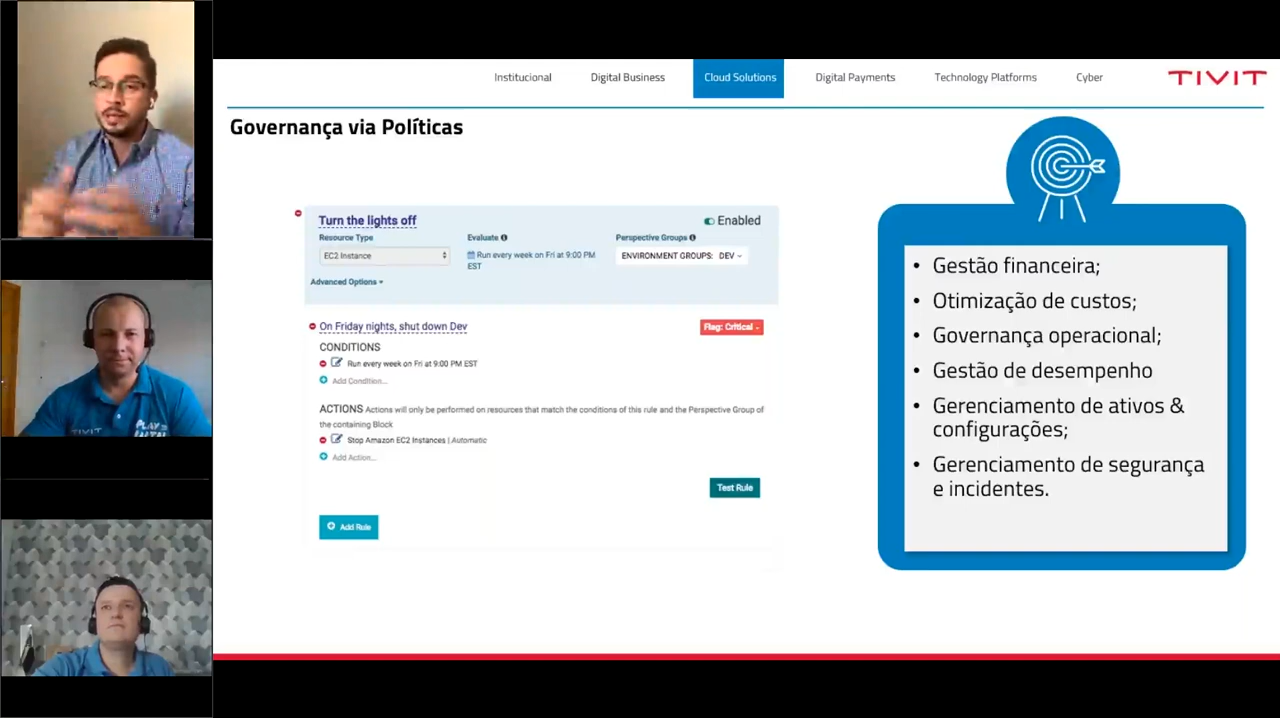 Institucional
Digital Business
Cloud Solutions
Digital Payments
Technology Platforms
Cyber
TIVIT
Governança via Políticas
Turn the lights off
Enabled
Resource Type
Evaluate
Perspective Groups
EC2 Instance
Run every week on Fri at 9:00 PM
EST
ENVIRONMENT GROUPS: DEV
Advanced Options
On Friday nights, shut down Dev
Flag: Critical
CONDITIONS
Run every week on Fri at 9:00 PM EST
Add Condition...
ACTIONS Actions will only be performed on resources that match the conditions of this rule and the Perspective Group of
the containing Block
Stop Amazon EC2 Instances | Automatic
Add Action...
Test Rule
Add Rule
• Gestão financeira;
• Otimização de custos;
• Governança operacional;
• Gestão de desempenho
• Gerenciamento de ativos &
configurações;
• Gerenciamento de segurança
e incidentes.
TIVIT
PLAY